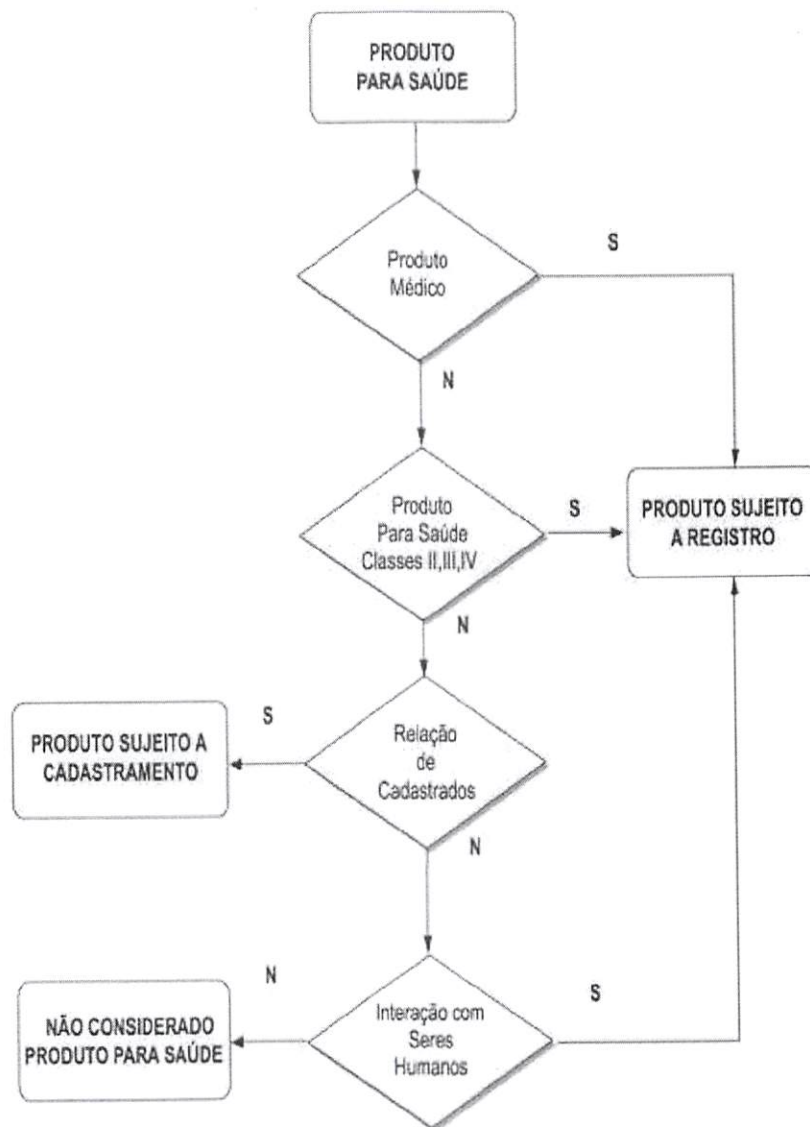 PRODUTO
PARA SAÚDE
S
Produto
Médico
N
Produto
Para Saúde
Classes II,III,IV
S
PRODUTO SUJEITO
A REGISTRO
N
S
PRODUTO SUJEITO A
CADASTRAMENTO
Relação
de
Cadastrados
N
N
S
NÃO CONSIDERADO
PRODUTO PARA SAÚDE
Interação com
Seres
Humanos